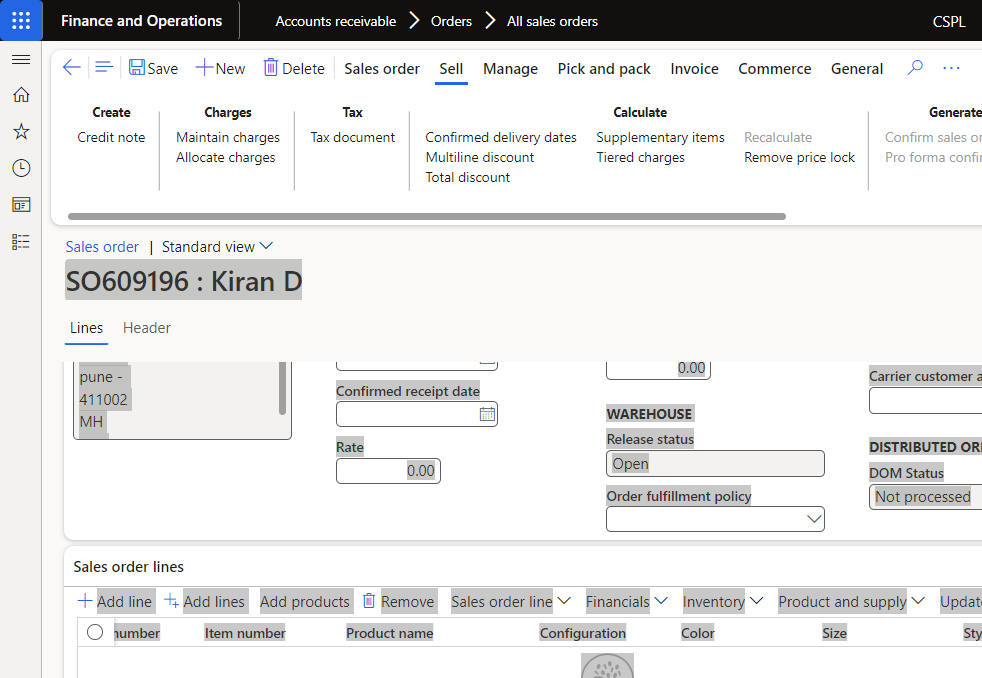 Finance and Operations
Accounts receivable
Orders
All sales orders
CSPL
Save
New
Delete
Sales order
Sell
Manage
Pick and pack
Invoice
Commerce
General
Create
Charges
Tax
Calculate
Generate
Credit note
Maintain charges
Tax document
Confirmed delivery dates
Supplementary items
Recalculate
Confirm sales or
Allocate charges
Multiline discount
Tiered charges
Remove price lock
Pro forma confi
Total discount
Sales order | Standard view
SO609196 : Kiran D
Lines
Header
0.00
pune -
411002
MH
Confirmed receipt date
Carrier customer a
WAREHOUSE
Release status
Open
Rate
0.00
DISTRIBUTED ORD
DOM Status
Not processed
Order fulfillment policy
Sales order lines
Add line
Add lines
Add products
Remove
Sales order line
Financials
Inventory
Product and supply
Update
number
Item number
Product name
Configuration
Color
Size
Sty